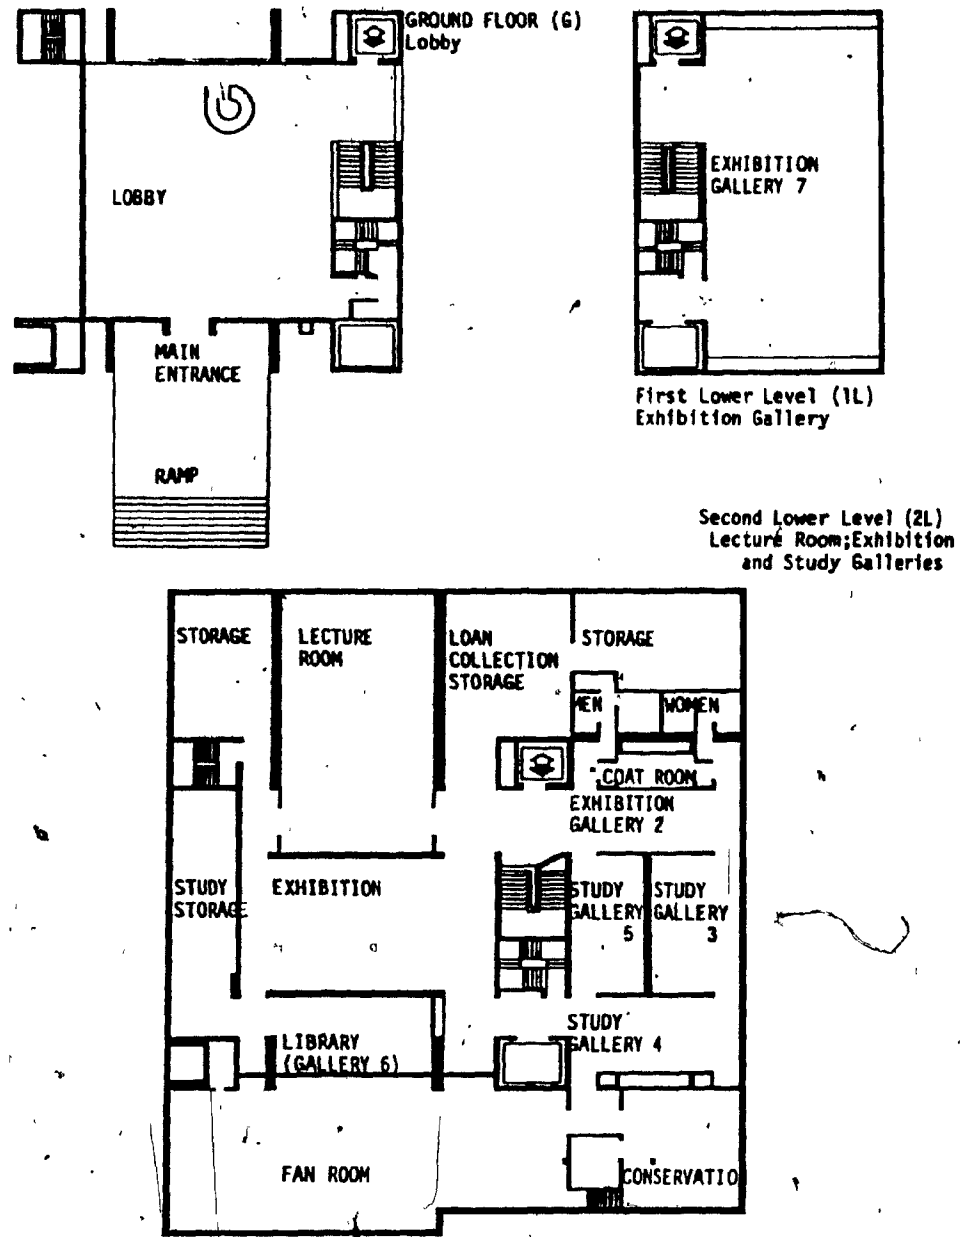 GROUND FLOOR (G)
Lobby
LOBBY
MAIN
ENTRANCE
RAMP
EXHIBITION
GALLERY 7
First Lower Level (1L)
Exhibition Gallery
Second Lower Level (2L)
Lecture Room;Exhibition
and Study Galleries
STORAGE
LECTURE
ROOM
LOAN
COLLECTION
STORAGE
STORAGE
MEN
WOMEN
COAT ROOM
EXHIBITION
GALLERY 2
STUDY
STORAGE
EXHIBITION
STUDY
GALLERY
5
STUDY
GALLERY
3
LIBRARY
(GALLERY 6)
STUDY
GALLERY 4
FAN ROOM
CONSERVATIO